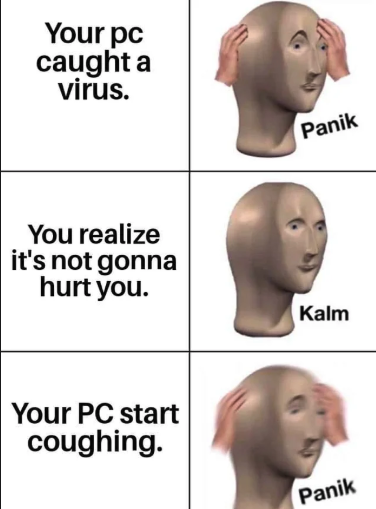 Your pc
caught a
virus.
Panik
You realize
it's not gonna
hurt you.
Kalm
Your PC start
coughing.
Panik